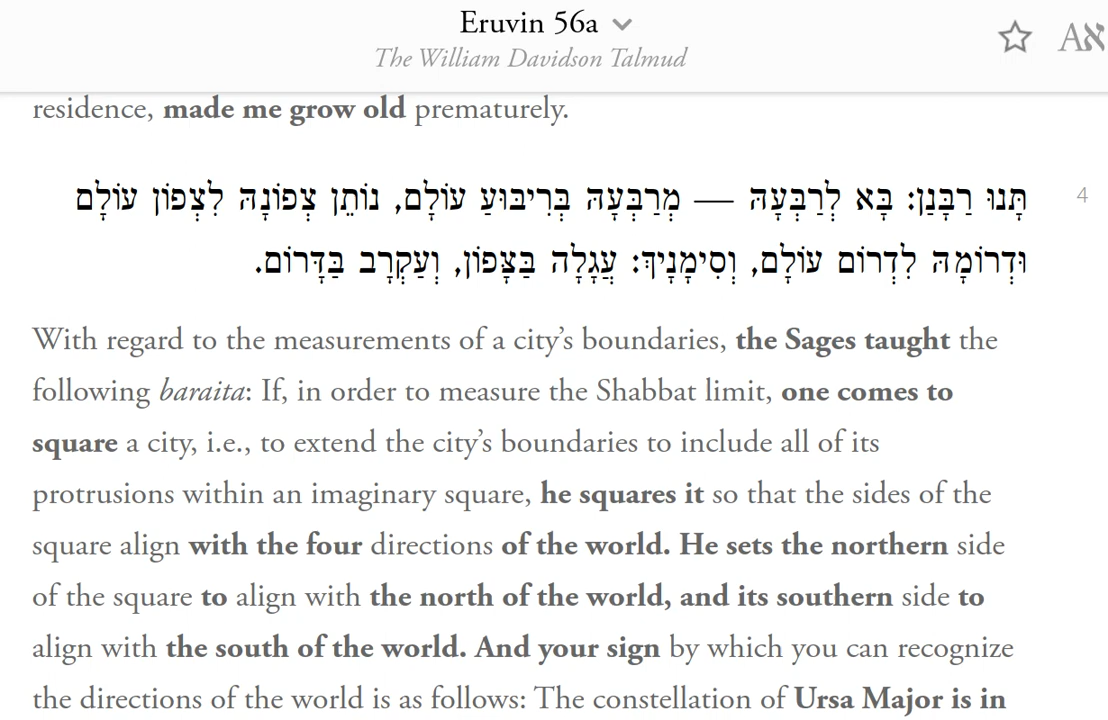 Eruvin 56a
The William Davidson Talmud
Aא
residence, made me grow old prematurely.
תָּנוּ רַבָּנַן: בָּא לְרַבְּעָהּ — מְרַבְּעָהּ בְּרִיבּוּעַ עוֹלָם, נוֹתֵן צְפוֹנָהּ לִצְפוֹן עוֹלָם
4
וּדְרוֹמָהּ לִדְרוֹם עוֹלָם, וְסִימָנָיךְ: עֲגָלָה בַּצָּפוֹן, וְעַקְרָב בַּדָּרוֹם.
With regard to the measurements of a city’s boundaries, the Sages taught the
following baraita: If, in order to measure the Shabbat limit, one comes to
square a city, i.e., to extend the city’s boundaries to include all of its
protrusions within an imaginary square, he squares it so that the sides of the
square align with the four directions of the world. He sets the northern side
of the square to align with the north of the world, and its southern side to
align with the south of the world. And your sign by which you can recognize
the directions of the world is as follows: The constellation of Ursa Major is in